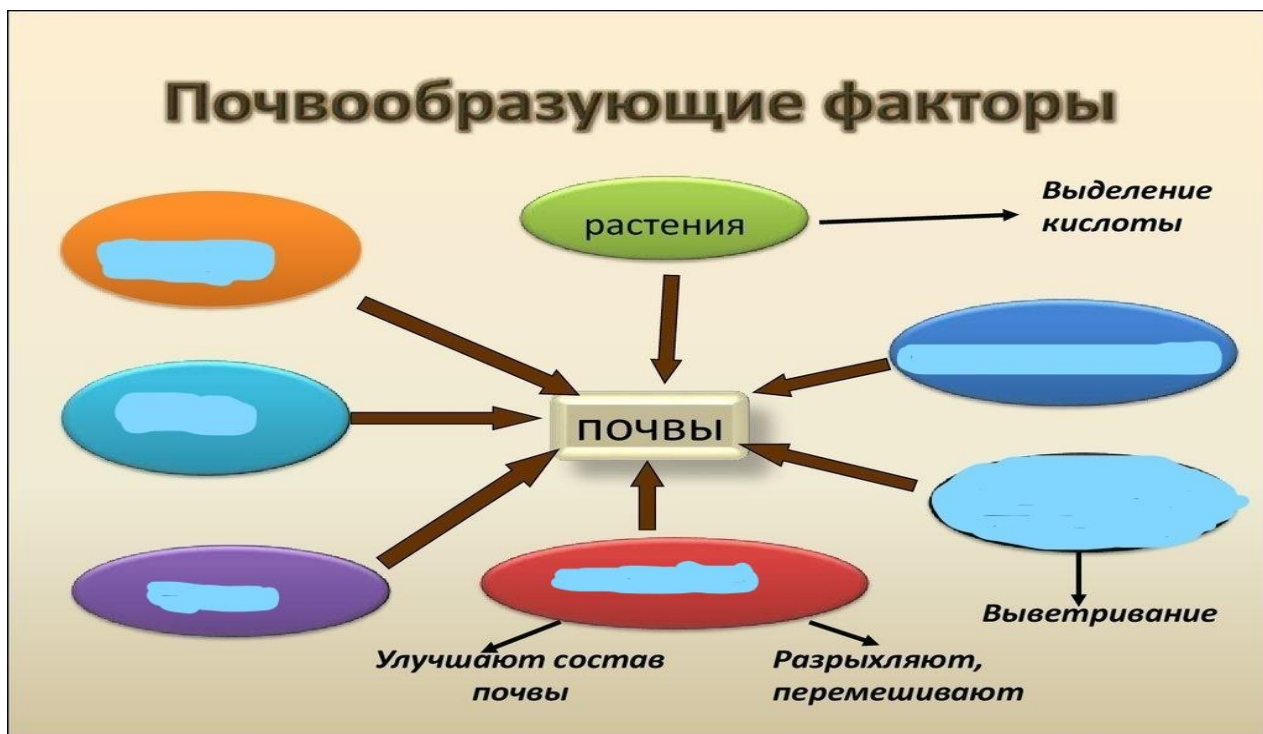 Почвообразующие факторы
растения
Выделение
кислоты
почвы
Выветривание
Улучшают состав
почвы
Разрыхляют,
перемешивают